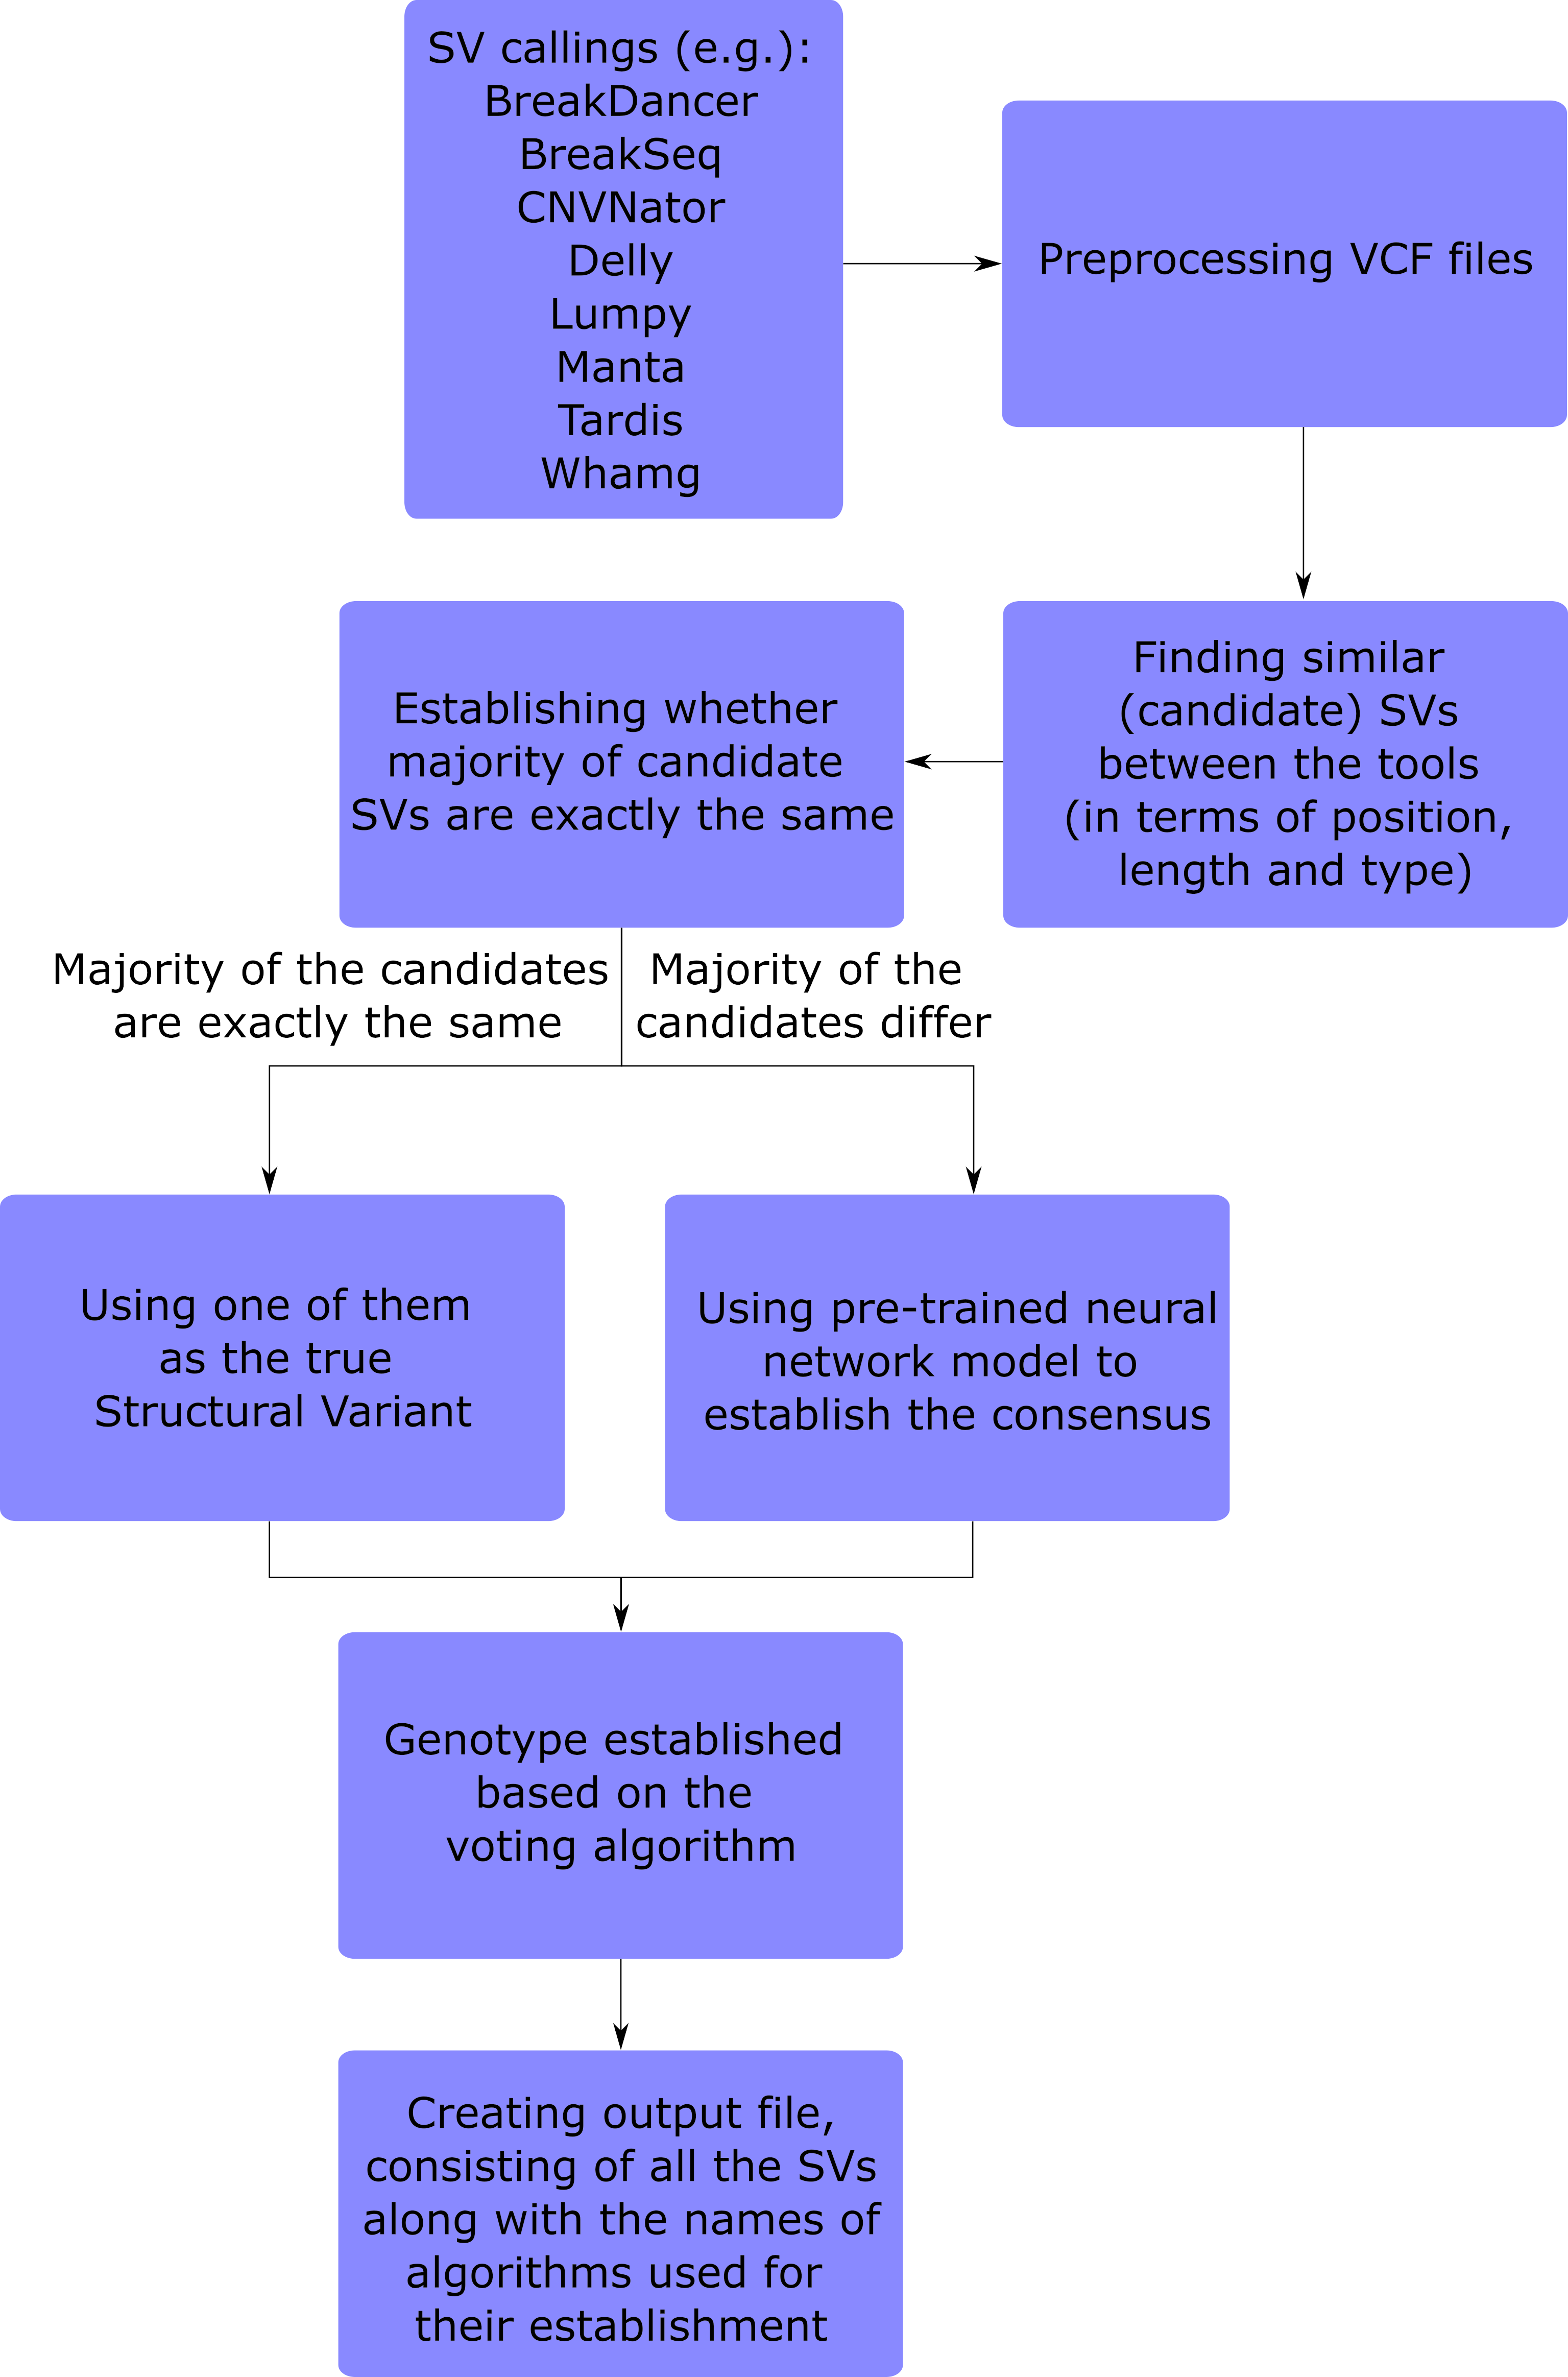 SV callings (e.g.):
BreakDancer
BreakSeq
CNVNator
Delly
Lumpy
Manta
Tardis
Whamg
Preprocessing VCF files
Finding similar
(candidate) SVs
between the tools
(in terms of position,
length and type)
Establishing whether
majority of candidate
SVs are exactly the same
Majority of the candidates
are exactly the same
Majority of the
candidates differ
Using one of them
as the true
Structural Variant
Using pre-trained neural
network model to
establish the consensus
Genotype established
based on the
voting algorithm
Creating output file,
consisting of all the SVs
along with the names of
algorithms used for
their establishment